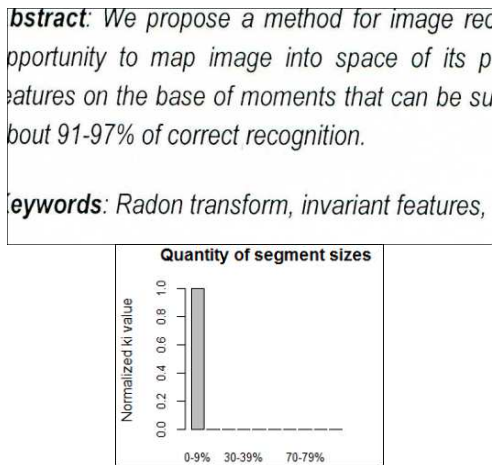 bstract: We propose a method for image rec
pportunity to map image into space of its p
eatures on the base of moments that can be su
bout 91-97% of correct recognition.
eywords: Radon transform, invariant features,
Quantity of segment sizes
Normalized ki value
1.0
0.8
0.6
0.4
0.2
0.0
0-9% 30-39% 70-79%